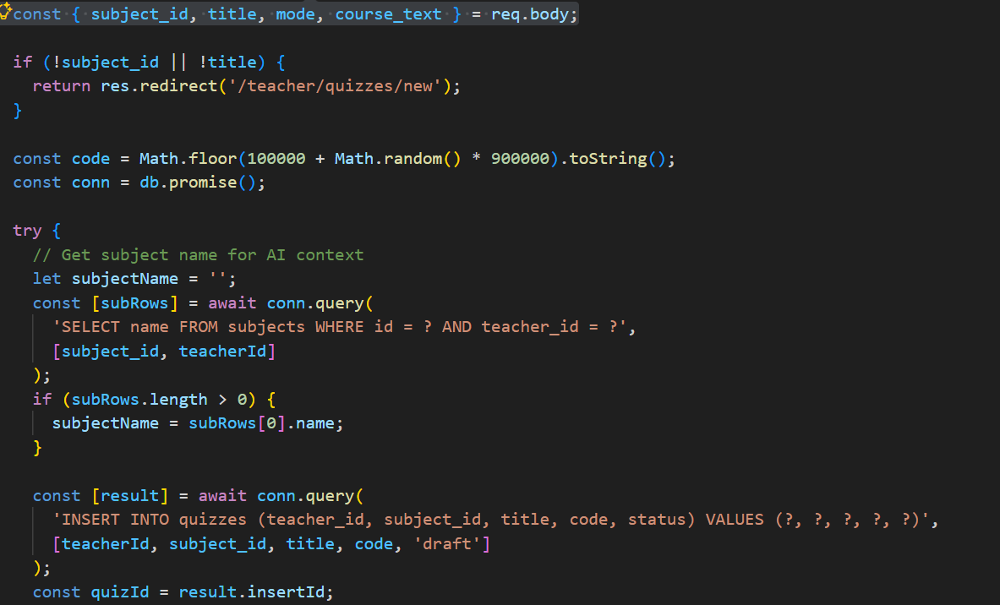 const { subject_id, title, mode, course_text } = req.body;
if (!subject_id || !title) {
return res.redirect('/teacher/quizzes/new');
}
const code = Math.floor(100000 + Math.random() * 900000).toString();
const conn = db.promise();
try {
// Get subject name for AI context
let subjectName = '';
const [subRows] = await conn.query(
'SELECT name FROM subjects WHERE id = ? AND teacher_id = ?',
[subject_id, teacherId]
);
if (subRows.length > 0) {
subjectName = subRows[0].name;
}
const [result] = await conn.query(
'INSERT INTO quizzes (teacher_id, subject_id, title, code, status) VALUES (?, ?, ?, ?, ?)',
[teacherId, subject_id, title, code, 'draft']
);
const quizId = result.insertId;